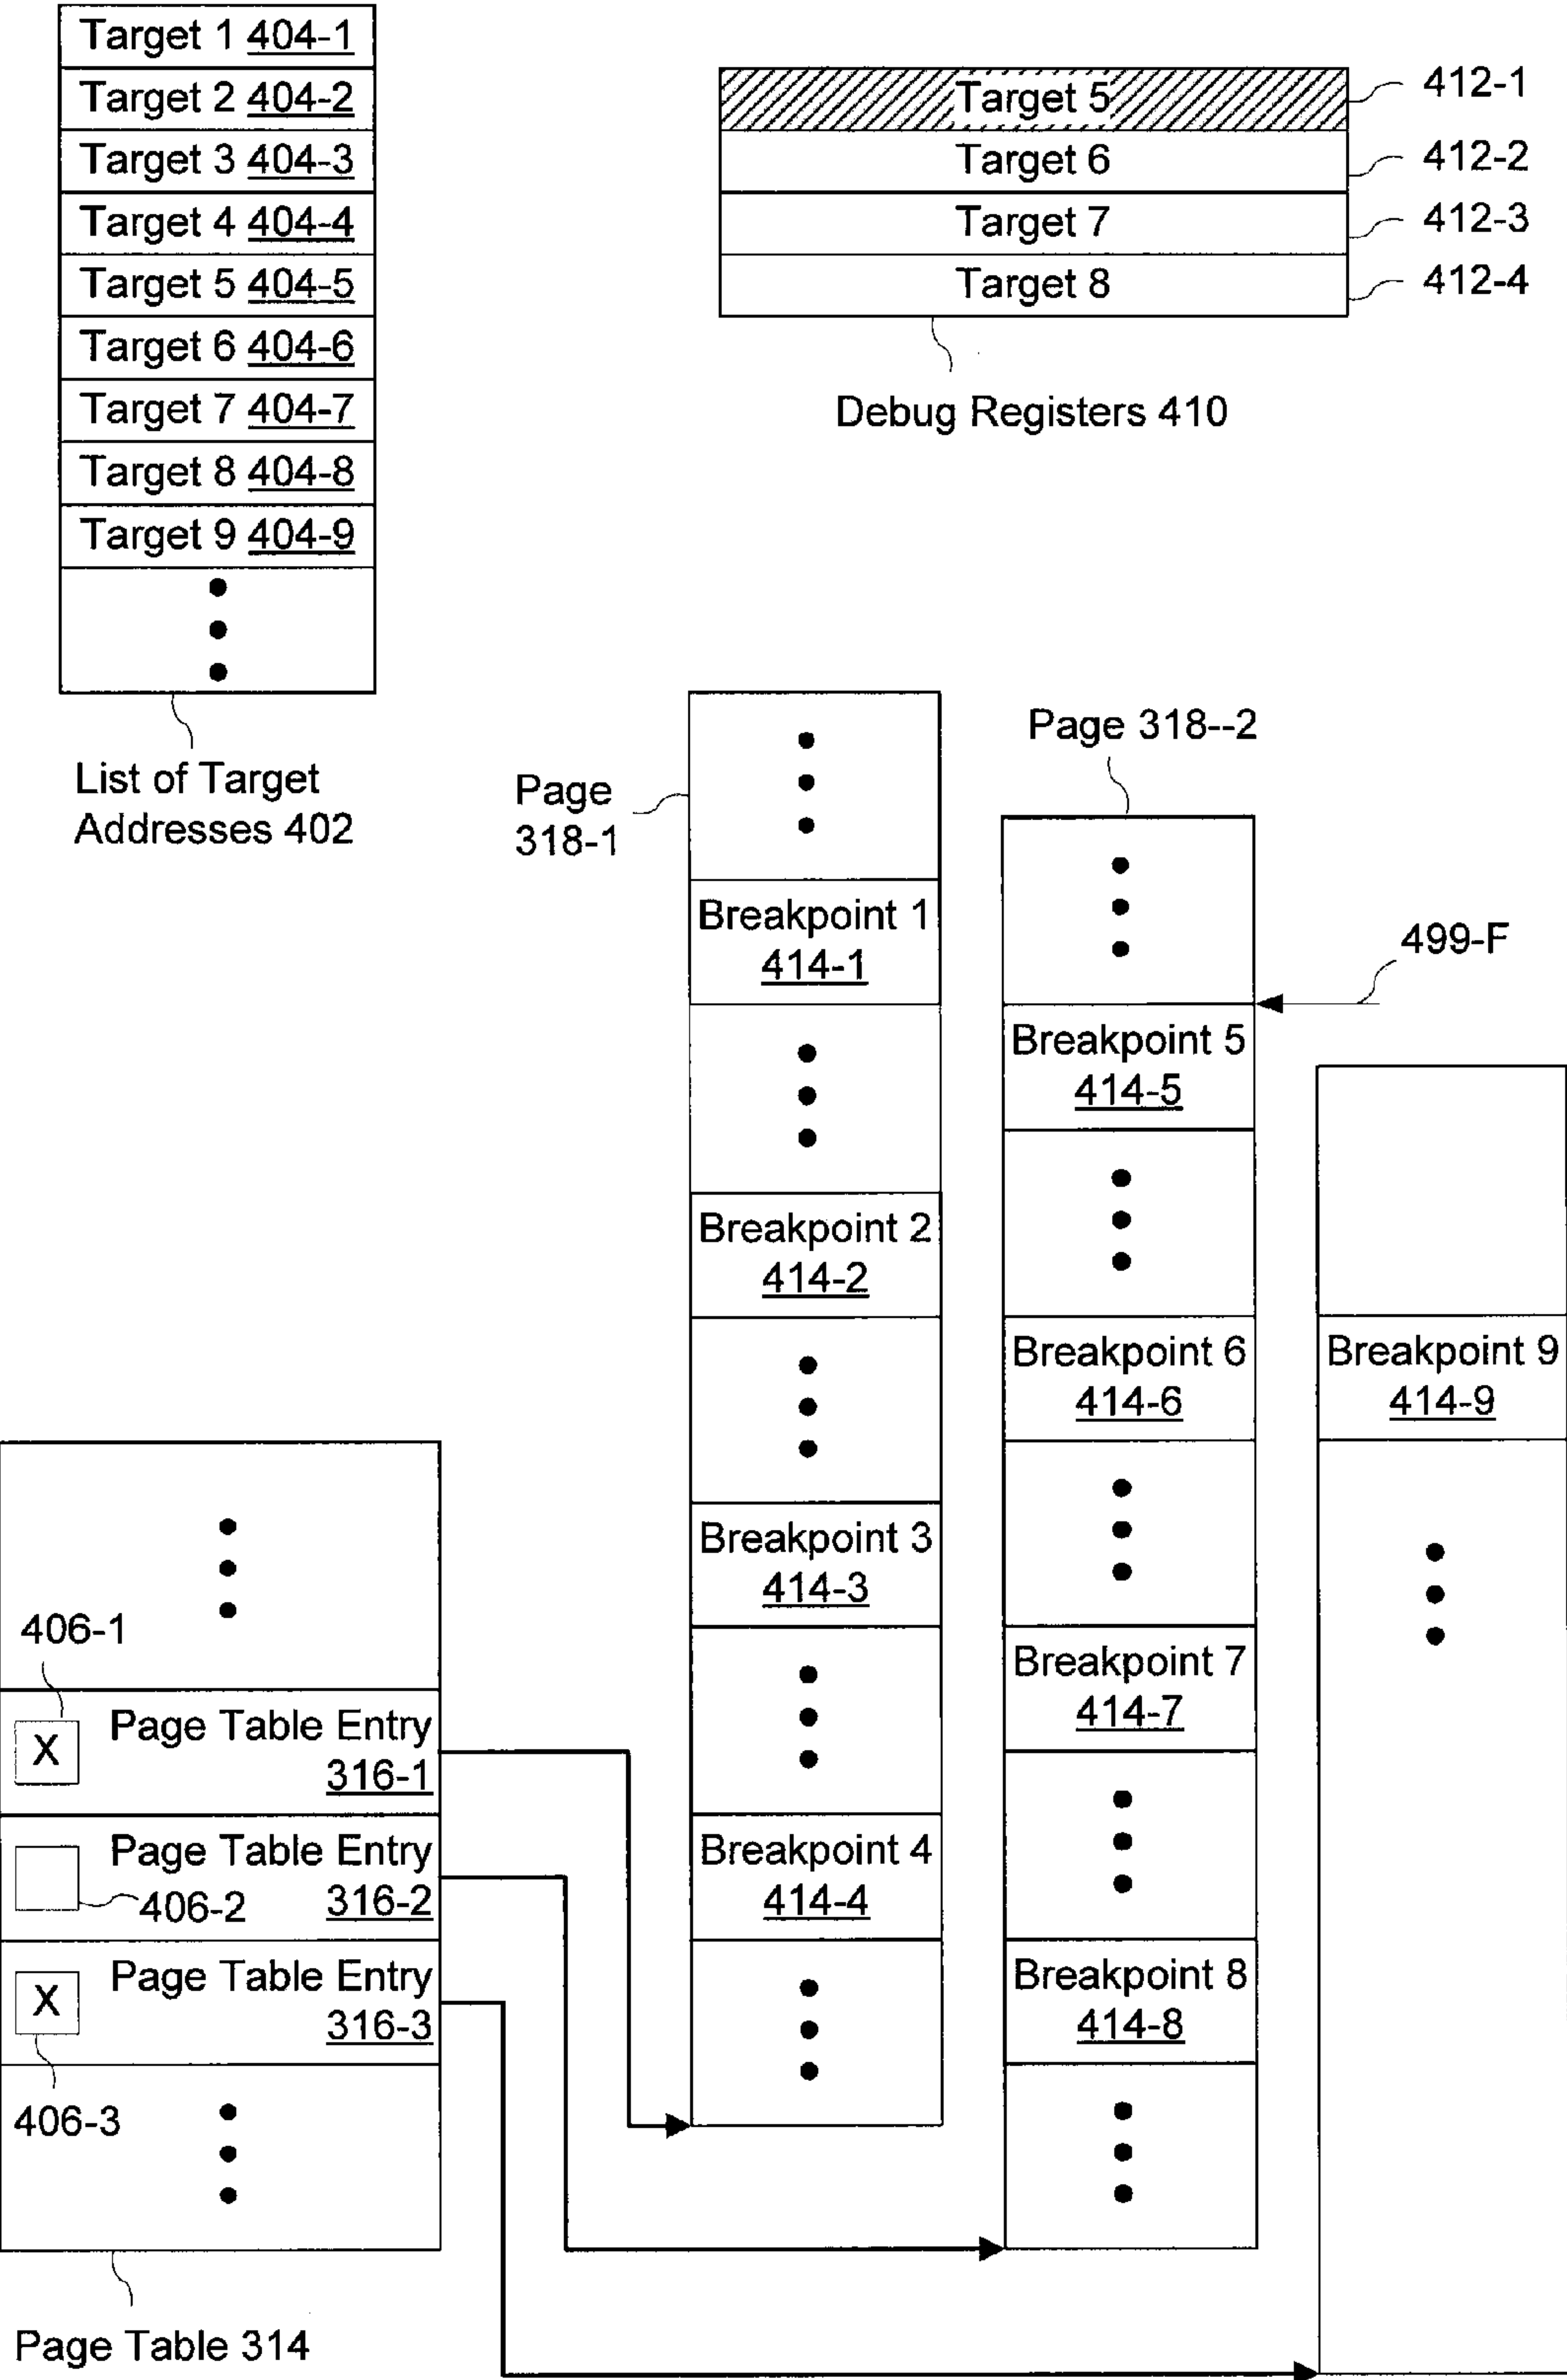 Target 1 404-1
Target 2 404-2
Target 3 404-3
Target 4 404-4
Target 5 404-5
Target 6 404-6
Target 7 404-7
Target 8 404-8
Target 9 404-9
List of Target
Addresses 402
Target 5
412-1
Target 6
412-2
Target 7
412-3
Target 8
412-4
Debug Registers 410
Page
318-1
Breakpoint 1
414-1
Breakpoint 2
414-2
Breakpoint 3
414-3
Breakpoint 4
414-4
Page 318--2
499-F
Breakpoint 5
414-5
Breakpoint 6
414-6
Breakpoint 7
414-7
Breakpoint 8
414-8
Breakpoint 9
414-9
406-1
X
Page Table Entry
316-1
Page Table Entry
406-2
316-2
X
Page Table Entry
316-3
406-3
Page Table 314